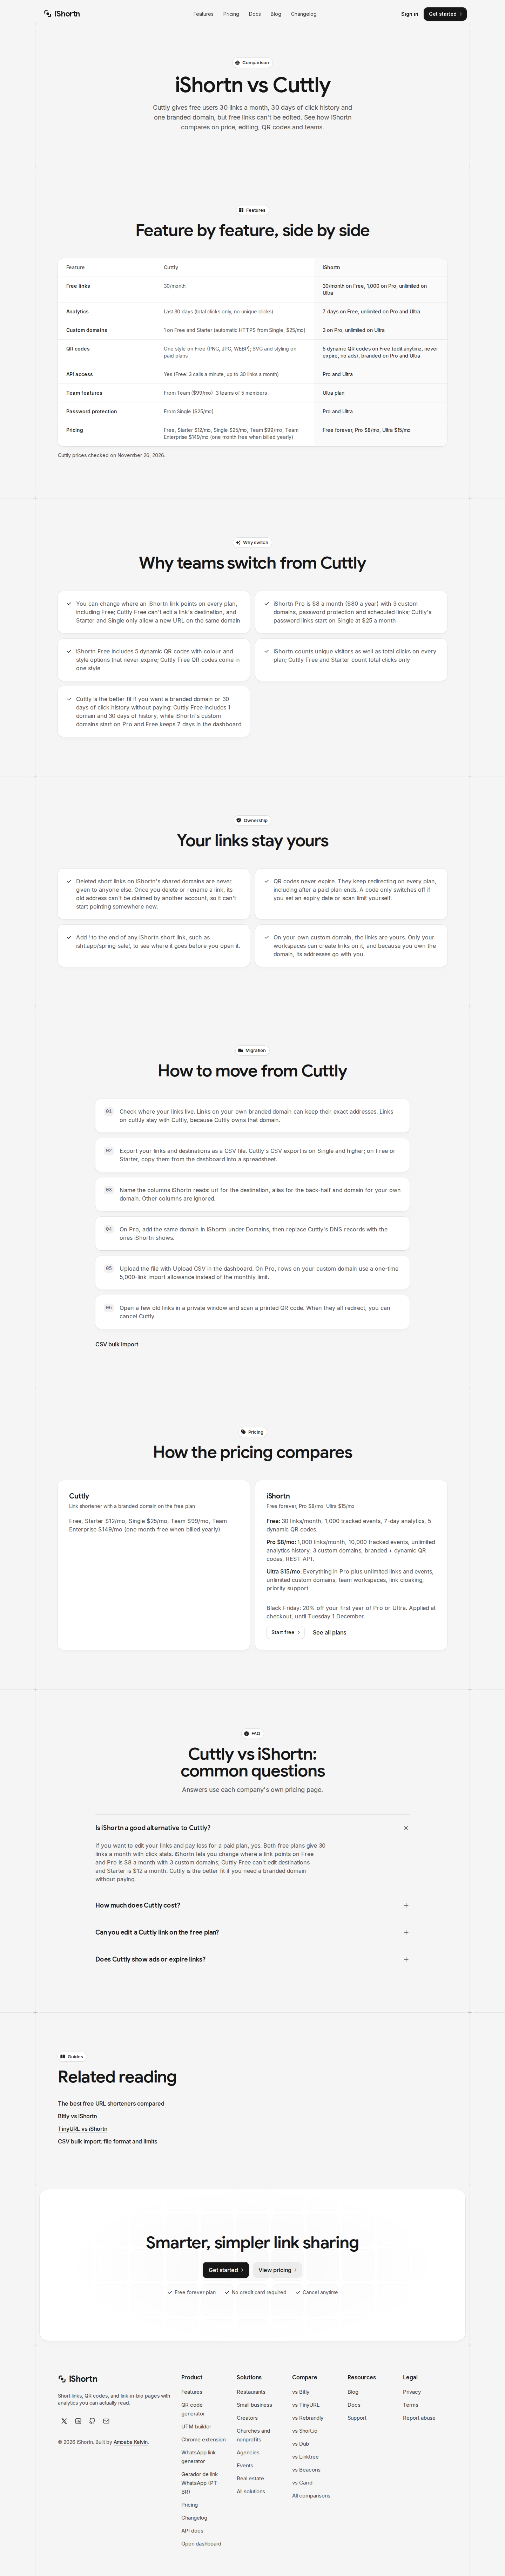 iShortn
Features
Pricing
Docs
Blog
Changelog
Sign in
Get started
Comparison
iShortn vs Cuttly
Cuttly gives free users 30 links a month, 30 days of click history and
one branded domain, but free links can't be edited. See how iShortn
compares on price, editing, QR codes and teams.
Features
Feature by feature, side by side
Feature
Cuttly
iShortn
Free links
30/month
30/month on Free, 1,000 on Pro, unlimited on
Ultra
Analytics
Last 30 days (total clicks only, no unique clicks)
7 days on Free, unlimited on Pro and Ultra
Custom domains
1 on Free and Starter (automatic HTTPS from Single, $25/mo)
3 on Pro, unlimited on Ultra
QR codes
One style on Free (PNG, JPG, WEBP); SVG and styling on
paid plans
5 dynamic QR codes on Free (edit anytime, never
expire, no ads), branded on Pro and Ultra
API access
Yes (Free: 3 calls a minute, up to 30 links a month)
Pro and Ultra
Team features
From Team ($99/mo): 3 teams of 5 members
Ultra plan
Password protection
From Single ($25/mo)
Pro and Ultra
Pricing
Free, Starter $12/mo, Single $25/mo, Team $99/mo, Team
Enterprise $149/mo (one month free when billed yearly)
Free forever, Pro $8/mo, Ultra $15/mo
Cuttly prices checked on November 26, 2026.
Why switch
Why teams switch from Cuttly
You can change where an iShortn link points on every plan,
including Free; Cuttly Free can't edit a link's destination, and
Starter and Single only allow a new URL on the same domain
iShortn Pro is $8 a month ($80 a year) with 3 custom
domains, password protection and scheduled links; Cuttly's
password links start on Single at $25 a month
iShortn Free includes 5 dynamic QR codes with colour and
style options that never expire; Cuttly Free QR codes come in
one style
iShortn counts unique visitors as well as total clicks on every
plan; Cuttly Free and Starter count total clicks only
Cuttly is the better fit if you want a branded domain or 30
days of click history without paying: Cuttly Free includes 1
domain and 30 days of history, while iShortn's custom
domains start on Pro and Free keeps 7 days in the dashboard
Ownership
Your links stay yours
Deleted short links on iShortn's shared domains are never
given to anyone else. Once you delete or rename a link, its
old address can't be claimed by another account, so it can't
start pointing somewhere new.
QR codes never expire. They keep redirecting on every plan,
including after a paid plan ends. A code only switches off if
you set an expiry date or scan limit yourself.
Add ! to the end of any iShortn short link, such as
isht.app/spring-sale!, to see where it goes before you open it.
On your own custom domain, the links are yours. Only your
workspaces can create links on it, and because you own the
domain, its addresses go with you.
Migration
How to move from Cuttly
01
Check where your links live. Links on your own branded domain can keep their exact addresses. Links
on cutt.ly stay with Cuttly, because Cuttly owns that domain.
02
Export your links and destinations as a CSV file. Cuttly's CSV export is on Single and higher; on Free or
Starter, copy them from the dashboard into a spreadsheet.
03
Name the columns iShortn reads: url for the destination, alias for the back-half and domain for your own
domain. Other columns are ignored.
04
On Pro, add the same domain in iShortn under Domains, then replace Cuttly's DNS records with the
ones iShortn shows.
05
Upload the file with Upload CSV in the dashboard. On Pro, rows on your custom domain use a one-time
5,000-link import allowance instead of the monthly limit.
06
Open a few old links in a private window and scan a printed QR code. When they all redirect, you can
cancel Cuttly.
CSV bulk import
Pricing
How the pricing compares
Cuttly
Link shortener with a branded domain on the free plan
Free, Starter $12/mo, Single $25/mo, Team $99/mo, Team
Enterprise $149/mo (one month free when billed yearly)
iShortn
Free forever, Pro $8/mo, Ultra $15/mo
Free: 30 links/month, 1,000 tracked events, 7-day analytics, 5
dynamic QR codes.
Pro $8/mo: 1,000 links/month, 10,000 tracked events, unlimited
analytics history, 3 custom domains, branded + dynamic QR
codes, REST API.
Ultra $15/mo: Everything in Pro plus unlimited links and events,
unlimited custom domains, team workspaces, link cloaking,
priority support.
Black Friday: 20% off your first year of Pro or Ultra. Applied at
checkout, until Tuesday 1 December.
Start free
See all plans
FAQ
Cuttly vs iShortn:
common questions
Answers use each company's own pricing page.
Is iShortn a good alternative to Cuttly?
If you want to edit your links and pay less for a paid plan, yes. Both free plans give 30
links a month with click stats. iShortn lets you change where a link points on Free
and Pro is $8 a month with 3 custom domains; Cuttly Free can't edit destinations
and Starter is $12 a month. Cuttly is the better fit if you need a branded domain
without paying.
How much does Cuttly cost?
Can you edit a Cuttly link on the free plan?
Does Cuttly show ads or expire links?
Guides
Related reading
The best free URL shorteners compared
Bitly vs iShortn
TinyURL vs iShortn
CSV bulk import: file format and limits
Smarter, simpler link sharing
Get started
View pricing
Free forever plan
No credit card required
Cancel anytime
iShortn
Short links, QR codes, and link-in-bio pages with
analytics you can actually read.
© 2026 iShortn. Built by Amoaba Kelvin.
Product
Features
QR code
generator
UTM builder
Chrome extension
WhatsApp link
generator
Gerador de link
WhatsApp (PT-
BR)
Pricing
Changelog
API docs
Open dashboard
Solutions
Restaurants
Small business
Creators
Churches and
nonprofits
Agencies
Events
Real estate
All solutions
Compare
vs Bitly
vs TinyURL
vs Rebrandly
vs Short.io
vs Dub
vs Linktree
vs Beacons
vs Carrd
All comparisons
Resources
Blog
Docs
Support
Legal
Privacy
Terms
Report abuse